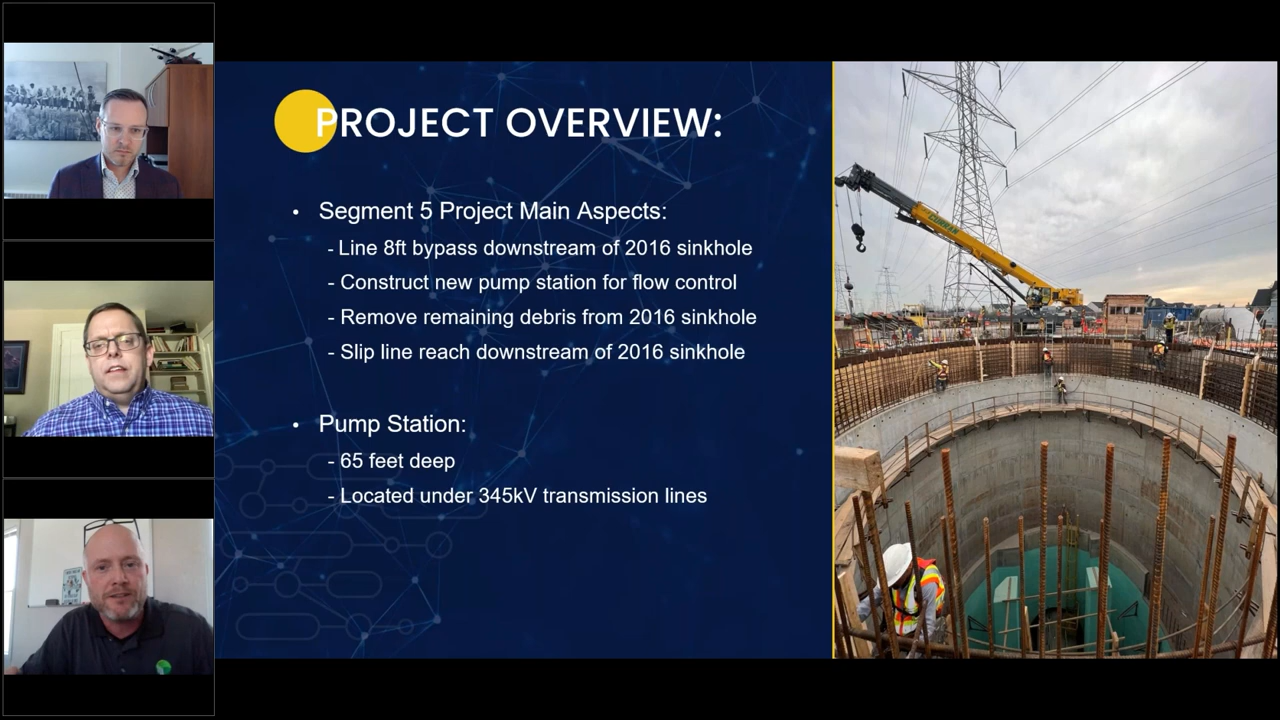 PROJECT OVERVIEW:
• Segment 5 Project Main Aspects:
- Line 8ft bypass downstream of 2016 sinkhole
- Construct new pump station for flow control
- Remove remaining debris from 2016 sinkhole
- Slip line reach downstream of 2016 sinkhole
• Pump Station:
- 65 feet deep
- Located under 345kV transmission lines